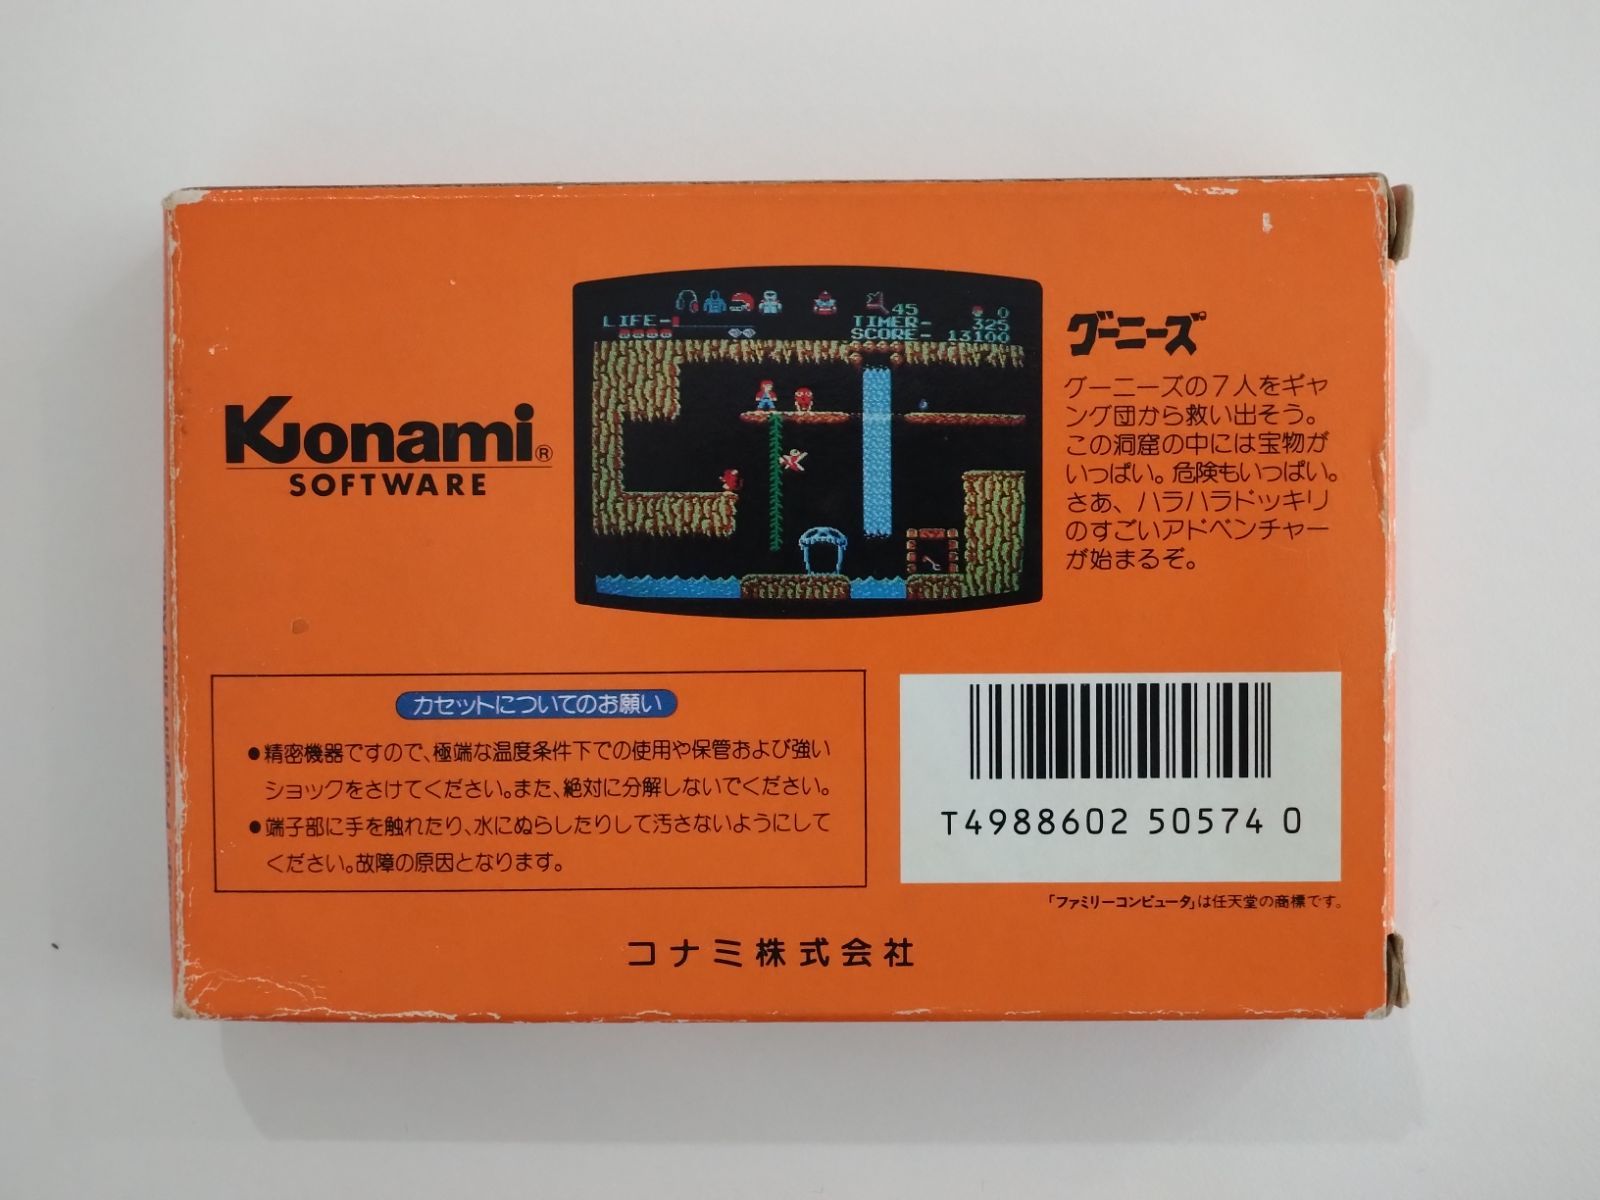 Konami®
SOFTWARE
LIFE-
45
0
TIMER- 325
SCORE- 13100
グーニーズ
グーニーズの7人をギャ
ング団から救い出そう。
この洞窟の中には宝物が
いっぱい。危険もいっぱい。
さあ、ハラハラドッキリ
のすごいアドベンチャー
が始まるぞ。
カセットについてのお願い
●精密機器ですので、極端な温度条件下での使用や保管および強い
ショックをさけてください。また、絶対に分解しないでください。
●端子部に手を触れたり、水にぬらしたりして汚さないようにして
ください。故障の原因となります。
T4988602 50574 0
「ファミリーコンピュータ」は任天堂の商標です。
コナミ株式会社